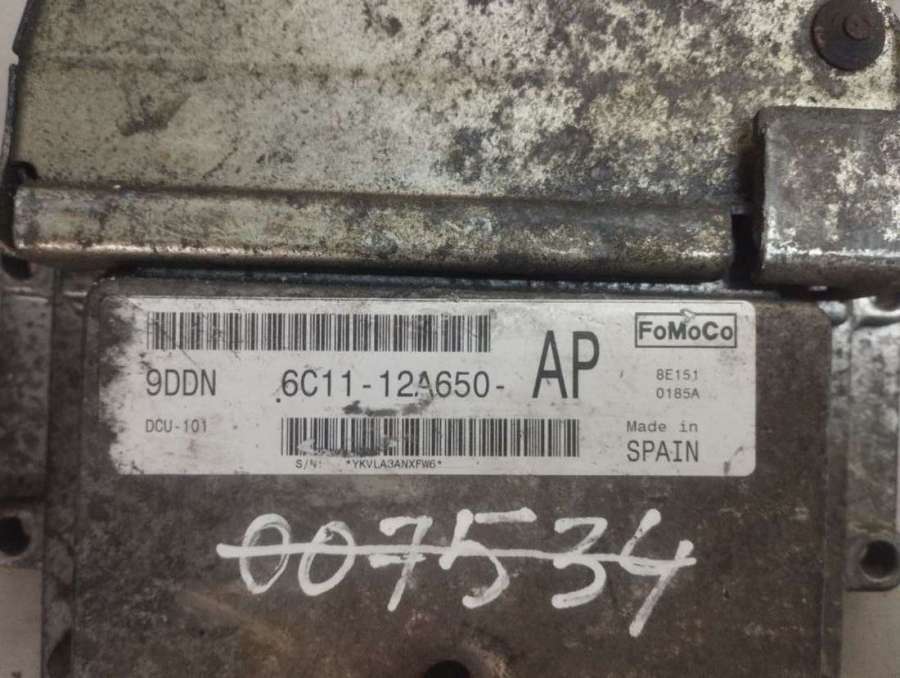 FoMoCo
9DDN 6C11-12A650- AP
8E151
0185A
DCU-101
Made in
SPAIN
S/N: *YKVLA3ANXFW6*
007534